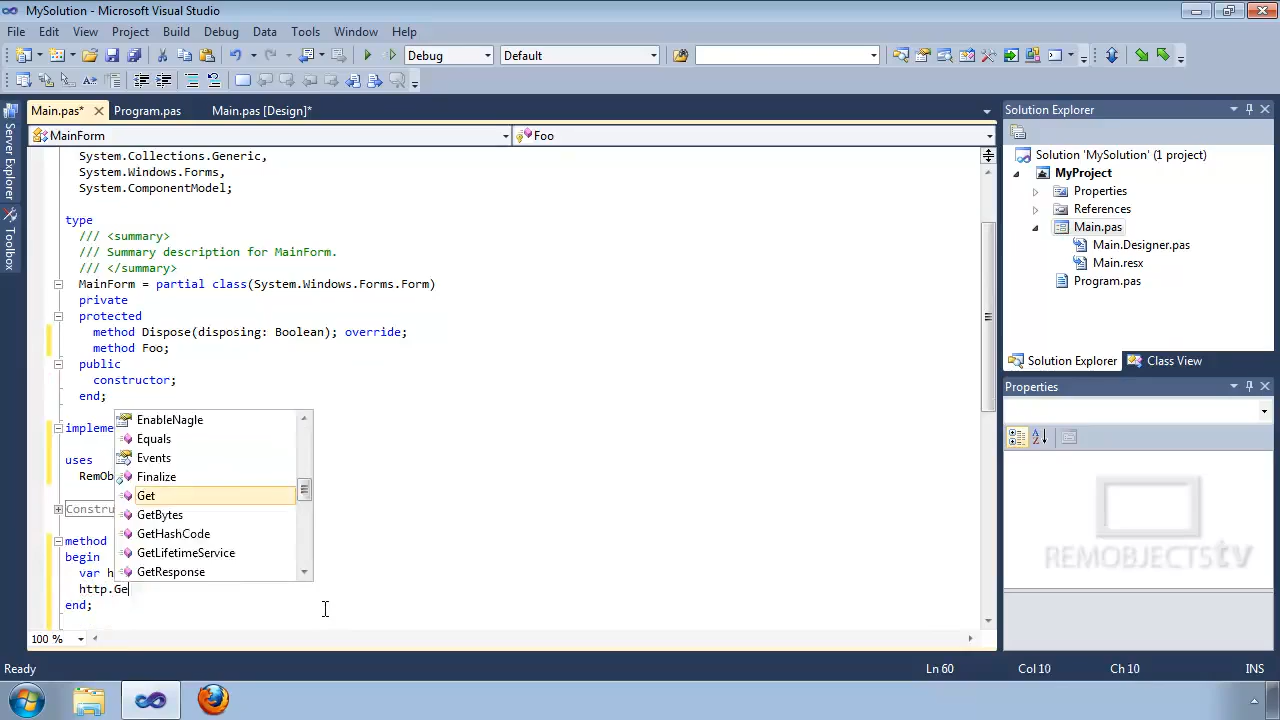 MySolution - Microsoft Visual Studio
File Edit View Project Build Debug Data Tools Window Help
Debug Default
Main.pas* Program.pas Main.pas [Design]*
MainForm Foo
System.Collections.Generic,
System.Windows.Forms,
System.ComponentModel;
type
/// <summary>
/// Summary description for MainForm.
/// </summary>
MainForm = partial class(System.Windows.Forms.Form)
private
protected
method Dispose(disposing: Boolean); override;
method Foo;
public
constructor;
end;
impleme
uses
RemOb
Constru
method
begin
var h
http.Ge
end;
EnableNagle
Equals
Events
Finalize
Get
GetBytes
GetHashCode
GetLifetimeService
GetResponse
100 %
Server Explorer
Toolbox
Solution Explorer
Solution 'MySolution' (1 project)
MyProject
Properties
References
Main.pas
Main.Designer.pas
Main.resx
Program.pas
Solution Explorer Class View
Properties
REMOBJECTStv
Ready Ln 60 Col 10 Ch 10 INS